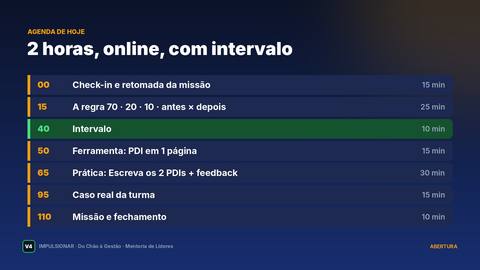 AGENDA DE HOJE
2 horas, online, com intervalo
00 Check-in e retomada da missão 15 min
15 A regra 70 · 20 · 10 · antes × depois 25 min
40 Intervalo 10 min
50 Ferramenta: PDI em 1 página 15 min
65 Prática: Escreva os 2 PDIs + feedback 30 min
95 Caso real da turma 15 min
110 Missão e fechamento 10 min
V4 IMPULSIONAR · Do Chão à Gestão · Mentoria de Líderes ABERTURA